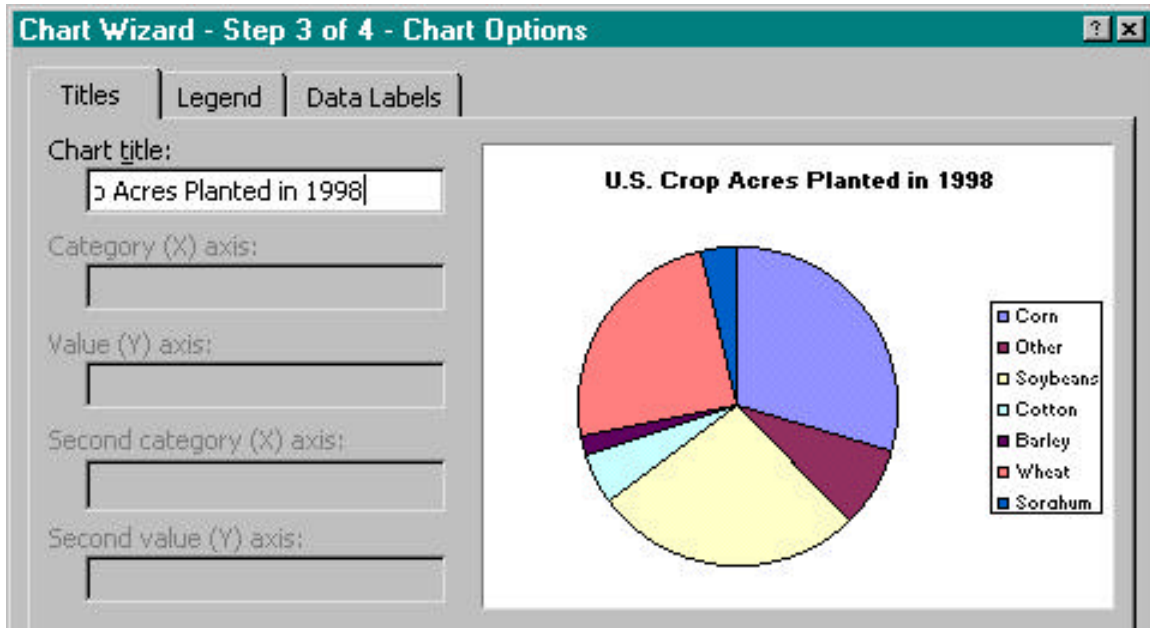 Chart Wizard - Step 3 of 4 - Chart Options
Titles
Legend
Data Labels
Chart title:
Acres Planted in 1998
Category (X) axis:
Value (Y) axis:
Second category (X) axis:
Second value (Y) axis:
U.S. Crop Acres Planted in 1998
Corn
Other
Soybeans
Cotton
Barley
Wheat
Sorghum